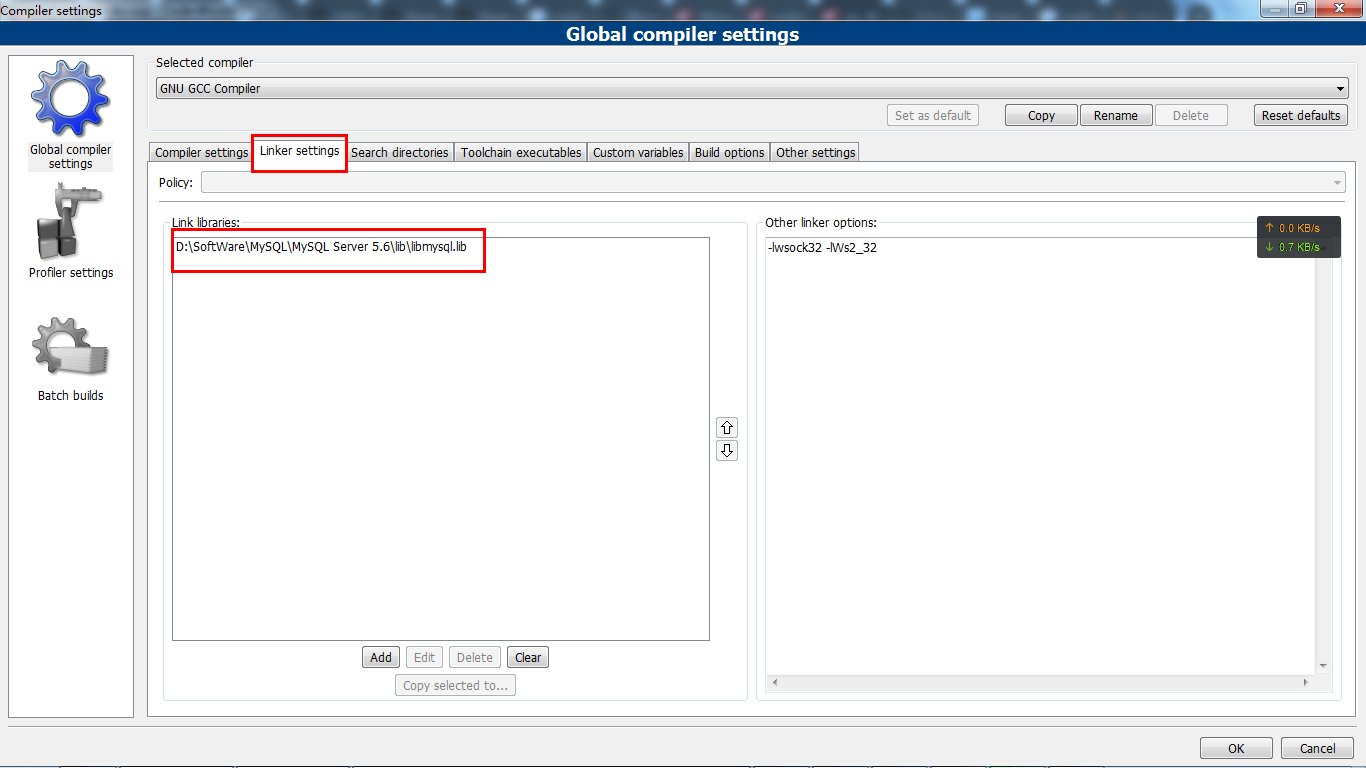 Compiler settings
Global compiler settings
Global compiler
settings
Profiler settings
Batch builds
Selected compiler
GNU GCC Compiler
Set as default
Copy
Rename
Delete
Reset defaults
Compiler settings
Linker settings
Search directories
Toolchain executables
Custom variables
Build options
Other settings
Policy:
Link libraries:
D:\SoftWare\MySQL\MySQL Server 5.6\lib\libmysql.lib
Add
Edit
Delete
Clear
Copy selected to...
Other linker options:
-lwsock32 -lWs2_32
↑ 0.0 KB/s
↓ 0.7 KB/s
OK
Cancel